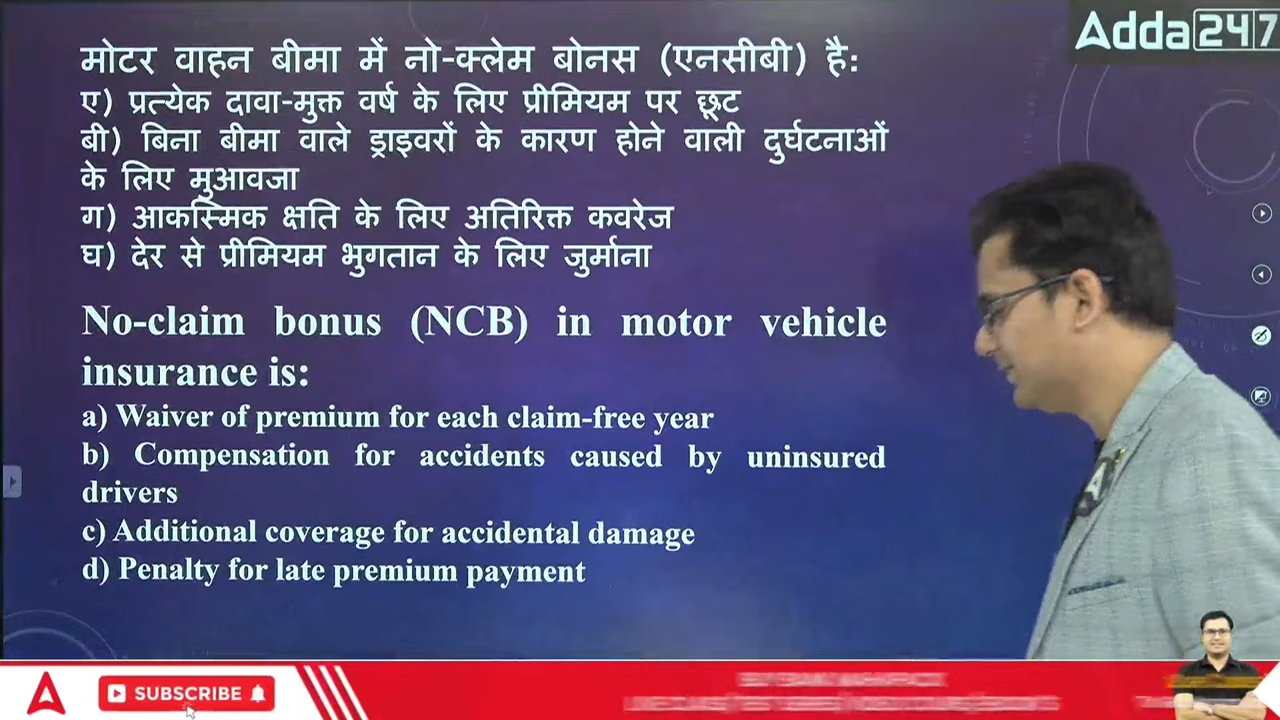 Adda247
मोटर वाहन बीमा में नो-क्लेम बोनस (एनसीबी) है:
ए) प्रत्येक दावा-मुक्त वर्ष के लिए प्रीमियम पर छूट
बी) बिना बीमा वाले ड्राइवरों के कारण होने वाली दुर्घटनाओं
के लिए मुआवजा
ग) आकस्मिक क्षति के लिए अतिरिक्त कवरेज
घ) देर से प्रीमियम भुगतान के लिए जुर्माना
No-claim bonus (NCB) in motor vehicle
insurance is:
a) Waiver of premium for each claim-free year
b) Compensation for accidents caused by uninsured
drivers
c) Additional coverage for accidental damage
d) Penalty for late premium payment
SUBSCRIBE